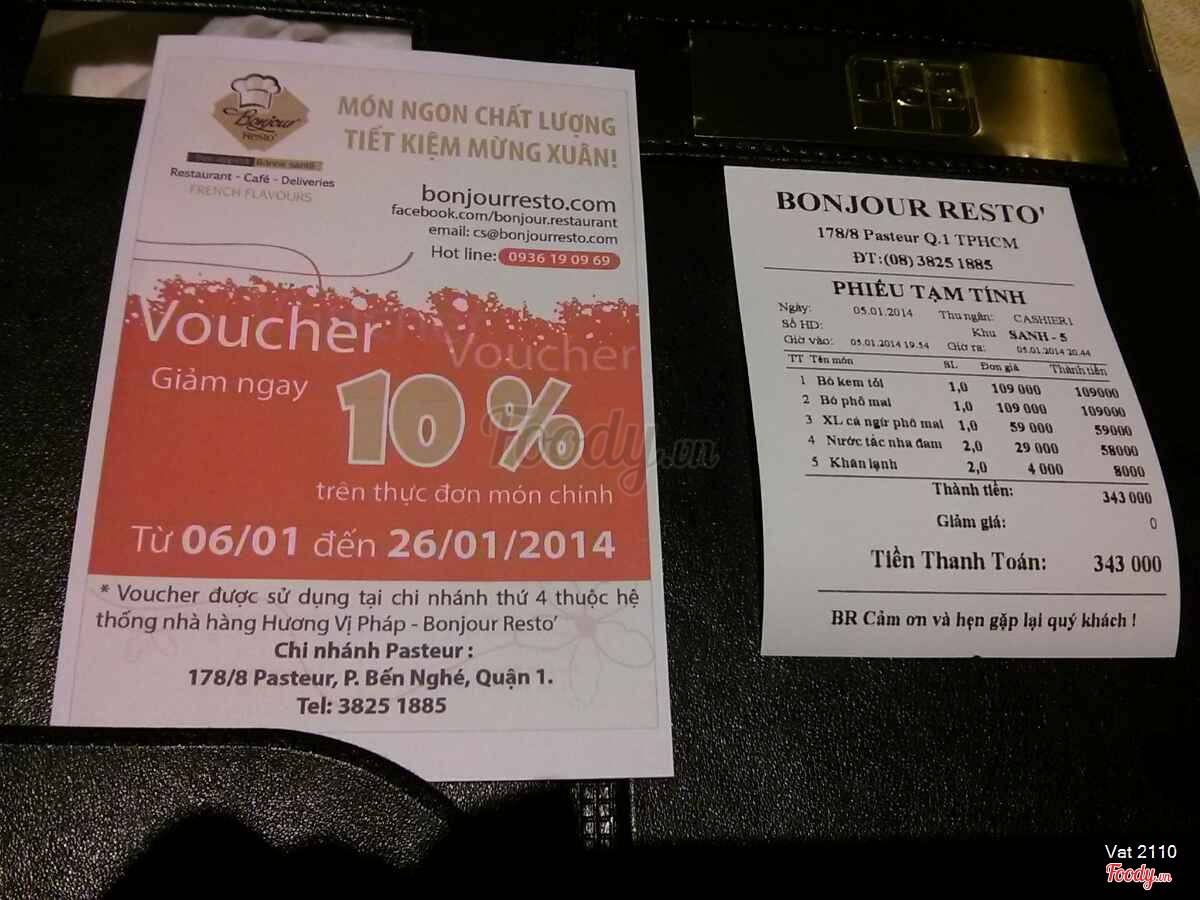 Bonjour
Resto'
Bonne santé
Restaurant - Café - Deliveries
FRENCH FLAVOURS
MÓN NGON CHẤT LƯỢNG
TIẾT KIỆM MỪNG XUÂN!
bonjourresto.com
facebook.com/bonjour.restaurant
email: cs@bonjourresto.com
Hot line: 0936 19 09 69
Voucher
Voucher
Giảm ngay
10 %
trên thực đơn món chính
Từ 06/01 đến 26/01/2014
* Voucher được sử dụng tại chi nhánh thứ 4 thuộc hệ
thống nhà hàng Hương Vị Pháp - Bonjour Resto'
Chi nhánh Pasteur :
178/8 Pasteur, P. Bến Nghé, Quận 1.
Tel: 3825 1885
BONJOUR RESTO'
178/8 Pasteur Q.1 TPHCM
ĐT:(08) 3825 1885
PHIẾU TẠM TÍNH
Ngày: 05.01.2014 Thu ngân: CASHIER1
Số HD: Khu SANH - 5
Giờ vào: 05.01.2014 19:54 Giờ ra: 05.01.2014 20:44
TT Tên món SL Đơn giá Thành tiền
1 Bò kem tỏi 1,0 109 000 109000
2 Bò phô mai 1,0 109 000 109000
3 XL cá ngừ phô mai 1,0 59 000 59000
4 Nước tắc nha đam 2,0 29 000 58000
5 Khăn lạnh 2,0 4 000 8000
Thành tiền: 343 000
Giảm giá: 0
Tiền Thanh Toán: 343 000
BR Cảm ơn và hẹn gặp lại quý khách !
Foody.vn
Vat 2110
Foody.vn